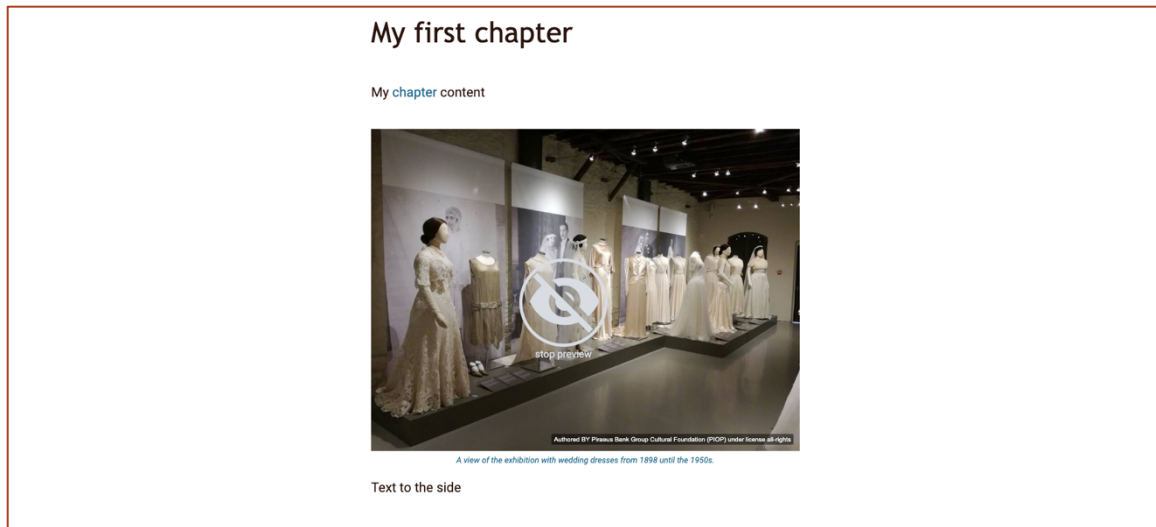 My first chapter
My chapter content
stop preview
Authored BY Piraeus Bank Group Cultural Foundation (PIOP) under license all-rights
A view of the exhibition with wedding dresses from 1898 until the 1950s.
Text to the side